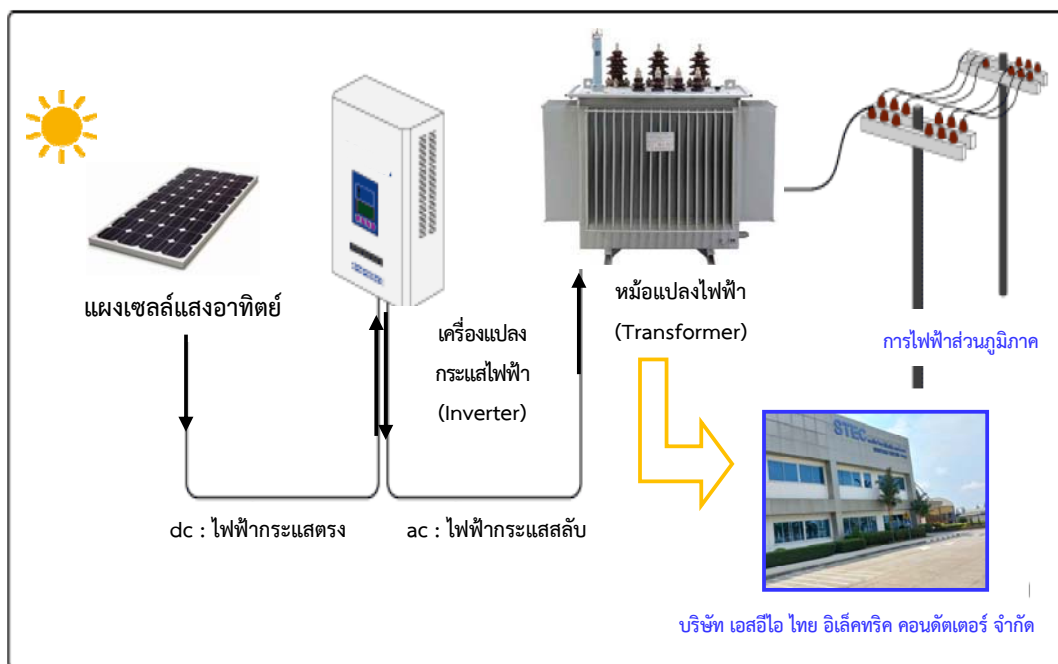 แผงเซลล์แสงอาทิตย์
เครื่องแปลง
กระแสไฟฟ้า
(Inverter)
หม้อแปลงไฟฟ้า
(Transformer)
การไฟฟ้าส่วนภูมิภาค
dc : ไฟฟ้ากระแสตรง
ac : ไฟฟ้ากระแสสลับ
STEC
บริษัท เอสอีไอ ไทย อิเล็คทริค คอนดัตเตอร์ จำกัด